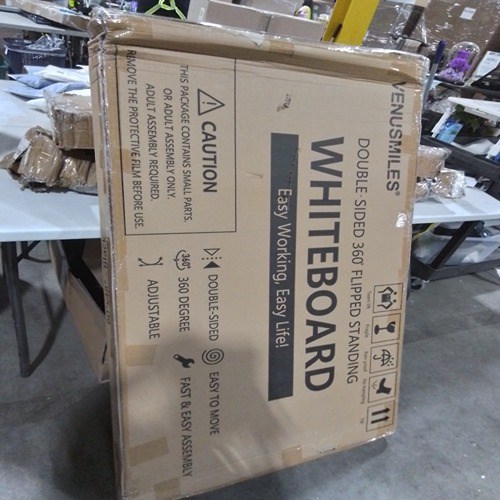 VENUSMILES®
DOUBLE-SIDED 360° FLIPPED STANDING
WHITEBOARD
Easy Working, Easy Life!
CAUTION
THIS PACKAGE CONTAINS SMALL PARTS.
OR ADULT ASSEMBLY ONLY.
ADULT ASSEMBLY REQUIRED.
REMOVE THE PROTECTIVE FILM BEFORE USE.
DOUBLE-SIDED
EASY TO MOVE
360°
360 DEGREE
FAST & EASY ASSEMBLY
ADJUSTABLE